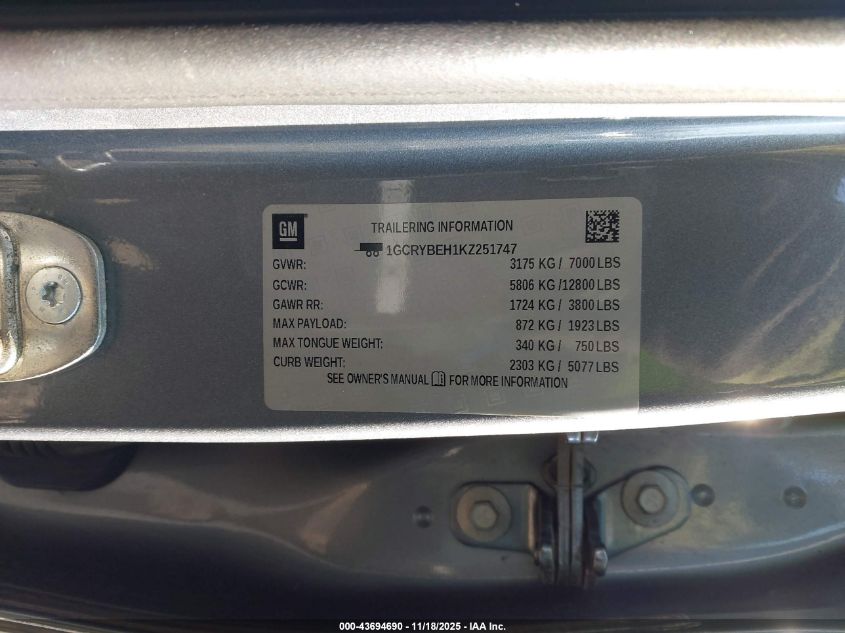 GM
TRAILERING INFORMATION
1GCRYBEH1KZ251747
GVWR: 3175 KG / 7000 LBS
GCWR: 5806 KG /12800 LBS
GAWR RR: 1724 KG / 3800 LBS
MAX PAYLOAD: 872 KG / 1923 LBS
MAX TONGUE WEIGHT: 340 KG / 750 LBS
CURB WEIGHT: 2303 KG / 5077 LBS
SEE OWNER'S MANUAL FOR MORE INFORMATION
000-43694690 - 11/18/2025 - IAA Inc.